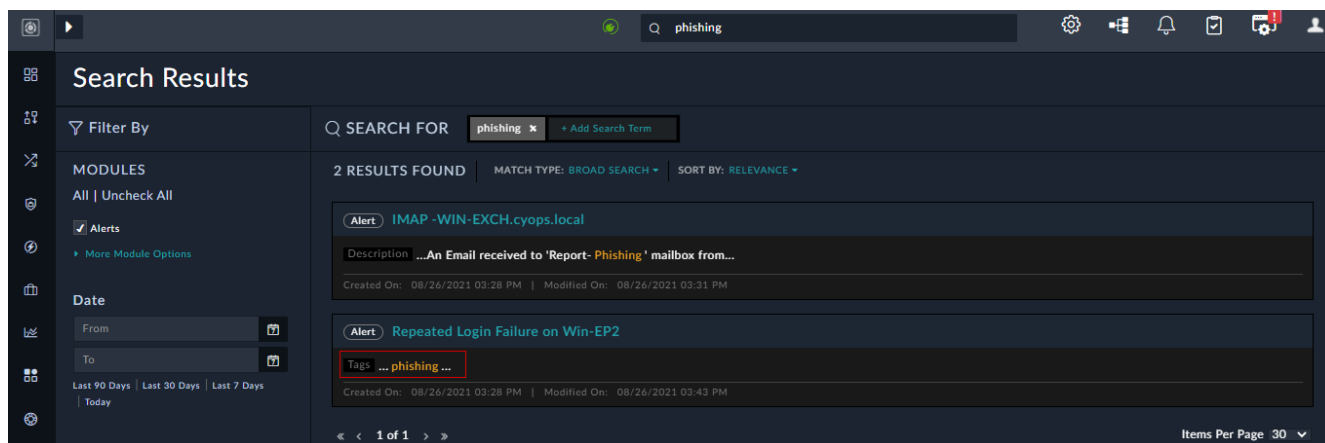 phishing
!
Search Results
Filter By
SEARCH FOR phishing × + Add Search Term
MODULES
All | Uncheck All
Alerts
More Module Options
Date
From
To
Last 90 Days | Last 30 Days | Last 7 Days
| Today
2 RESULTS FOUND MATCH TYPE: BROAD SEARCH SORT BY: RELEVANCE
Alert IMAP -WIN-EXCH.cyops.local
Description ...An Email received to 'Report- Phishing ' mailbox from...
Created On: 08/26/2021 03:28 PM | Modified On: 08/26/2021 03:31 PM
Alert Repeated Login Failure on Win-EP2
Tags ... phishing ...
Created On: 08/26/2021 03:28 PM | Modified On: 08/26/2021 03:43 PM
« < 1 of 1 > » Items Per Page 30